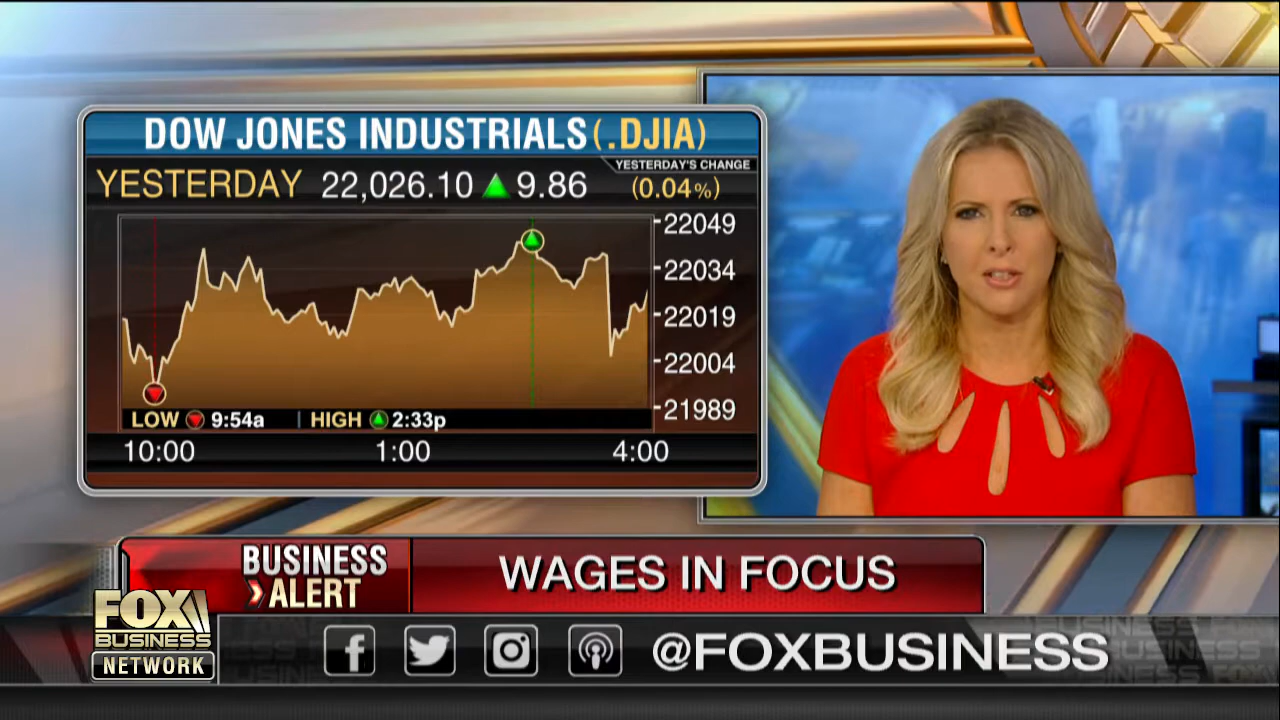 DOW JONES INDUSTRIALS (.DJIA)
YESTERDAY'S CHANGE
YESTERDAY 22,026.10 ▲ 9.86 (0.04%)
22049
22034
22019
22004
21989
LOW ▼ 9:54a | HIGH ▲ 2:33p
10:00 1:00 4:00
BUSINESS ALERT
WAGES IN FOCUS
FOX
BUSINESS
NETWORK
@FOXBUSINESS